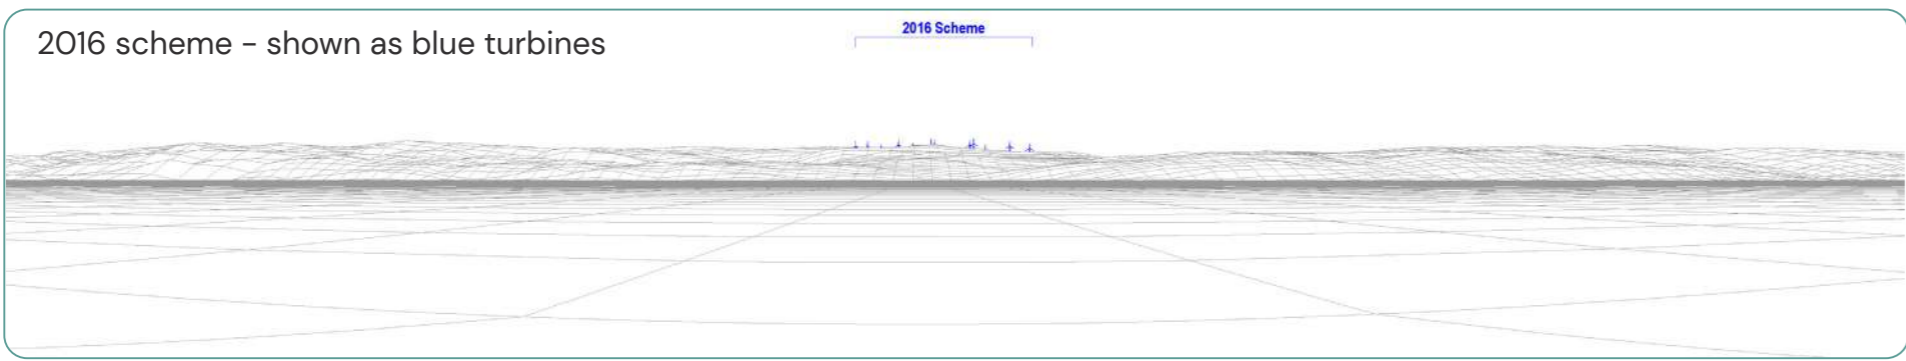 2016 scheme - shown as blue turbines
2016 Scheme